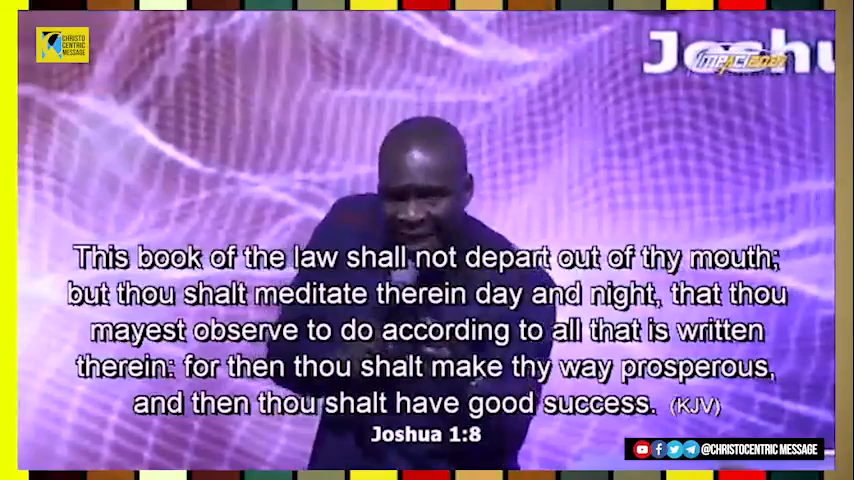 CHRISTO
CENTRIC
MESSAGE
Joshu
IMPACT2022
This book of the law shall not depart out of thy mouth;
but thou shalt meditate therein day and night, that thou
mayest observe to do according to all that is written
therein: for then thou shalt make thy way prosperous,
and then thou shalt have good success. (KJV)
Joshua 1:8
@CHRISTOCENTRIC MESSAGE